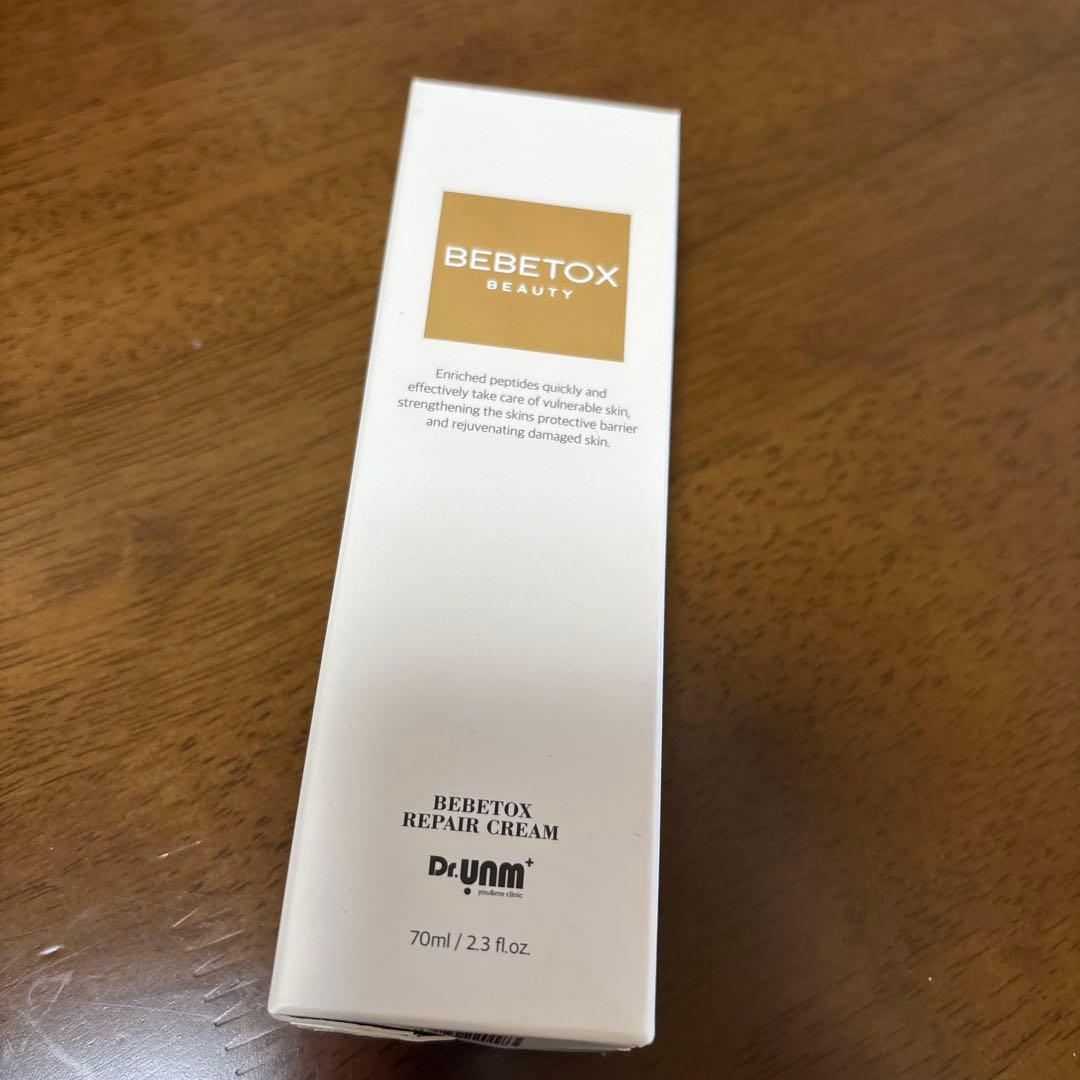 BEBETOX
BEAUTY
Enriched peptides quickly and
effectively take care of vulnerable skin,
strengthening the skins protective barrier
and rejuvenating damaged skin.
BEBETOX
REPAIR CREAM
Dr.unm+
you&me clinic
70ml / 2.3 fl.oz.